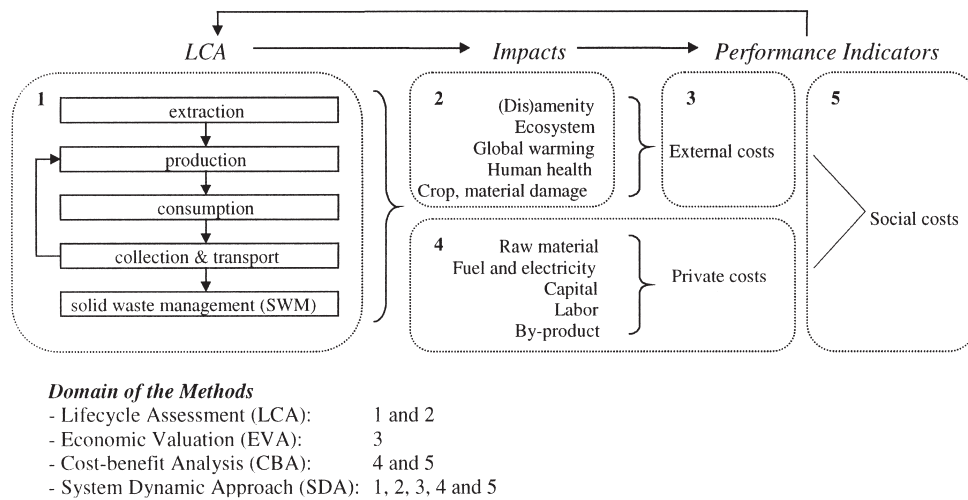 LCA
Impacts
Performance Indicators
1
extraction
production
consumption
collection & transport
solid waste management (SWM)
2
(Dis)amenity
Ecosystem
Global warming
Human health
Crop, material damage
3
External costs
4
Raw material
Fuel and electricity
Capital
Labor
By-product
Private costs
5
Social costs
Domain of the Methods
- Lifecycle Assessment (LCA): 1 and 2
- Economic Valuation (EVA): 3
- Cost-benefit Analysis (CBA): 4 and 5
- System Dynamic Approach (SDA): 1, 2, 3, 4 and 5